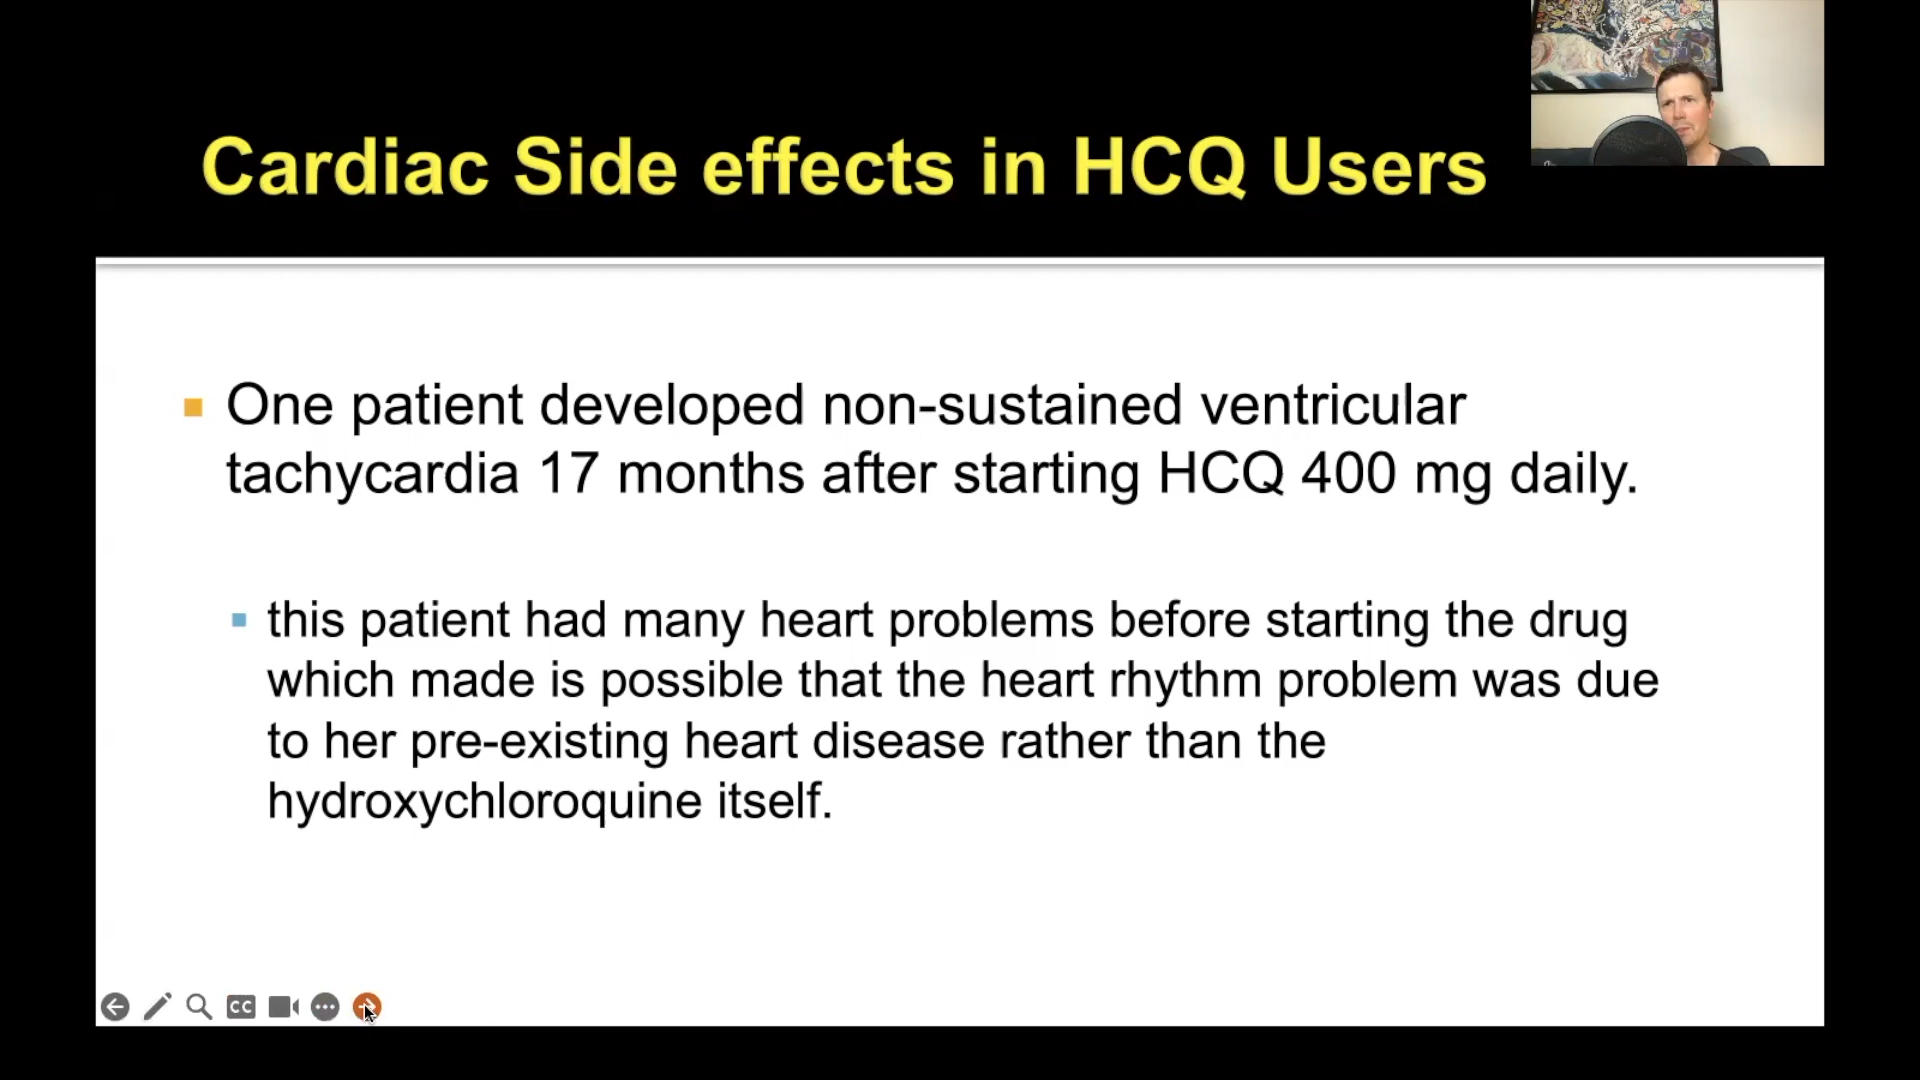 Cardiac Side effects in HCQ Users
One patient developed non-sustained ventricular
tachycardia 17 months after starting HCQ 400 mg daily.
this patient had many heart problems before starting the drug
which made is possible that the heart rhythm problem was due
to her pre-existing heart disease rather than the
hydroxychloroquine itself.
CC